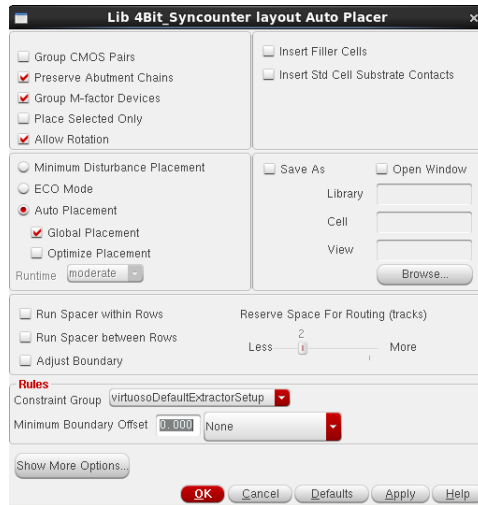 Lib 4Bit_Syncounter layout Auto Placer
Group CMOS Pairs
Preserve Abutment Chains
Group M-factor Devices
Place Selected Only
Allow Rotation
Insert Filler Cells
Insert Std Cell Substrate Contacts
Minimum Disturbance Placement
ECO Mode
Auto Placement
Global Placement
Optimize Placement
Runtime moderate
Save As Open Window
Library
Cell
View
Browse...
Run Spacer within Rows
Run Spacer between Rows
Adjust Boundary
Reserve Space For Routing (tracks)
2
Less More
Rules
Constraint Group virtuosoDefaultExtractorSetup
Minimum Boundary Offset 0.000 None
Show More Options...
OK Cancel Defaults Apply Help